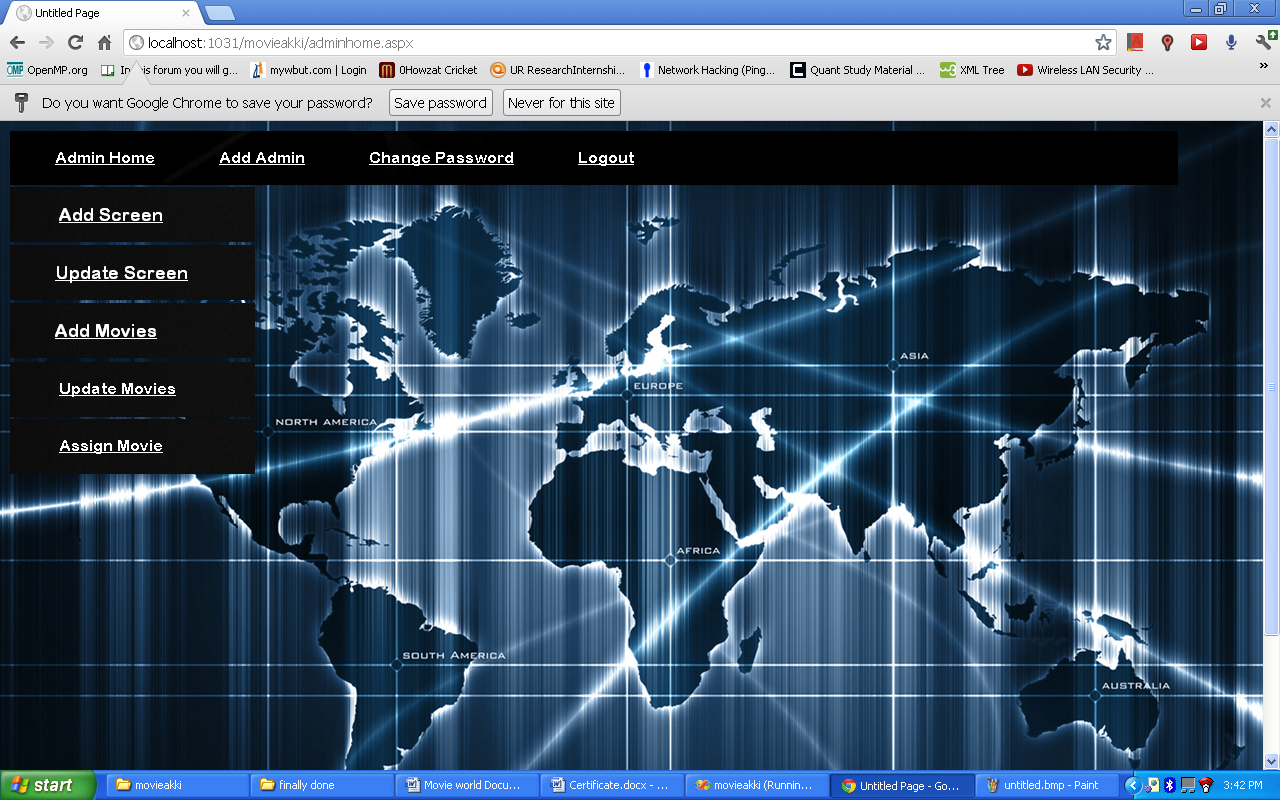 Untitled Page
localhost:1031/movieakki/adminhome.aspx
OpenMP.org In this forum you will g... mywbut.com | Login 0Howzat Cricket UR ResearchInternshi... Network Hacking (Ping... Quant Study Material ... XML Tree Wireless LAN Security ... »
Do you want Google Chrome to save your password? Save password Never for this site
Admin Home Add Admin Change Password Logout
Add Screen
Update Screen
Add Movies
Update Movies
Assign Movie
ASIA
EUROPE
NORTH AMERICA
AFRICA
SOUTH AMERICA
AUSTRALIA
start movieakki finally done Movie world Docu... Certificate.docx - ... movieakki (Runnin... Untitled Page - Go... untitled.bmp - Paint 3:42 PM